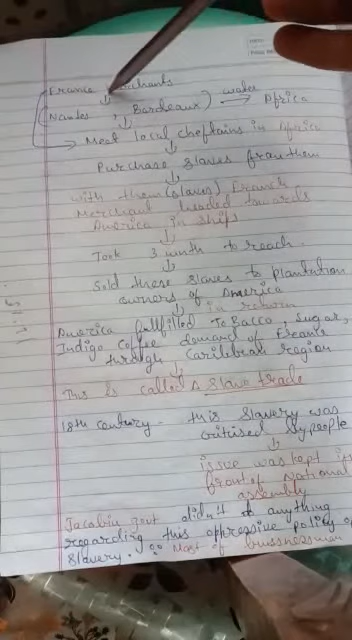 France
(Nantes, Bordeaux) water → Africa
→ Meet local cheftains in Africa
Purchase slaves from them
with them (slaves) French
Merchant headed towards
America in ships
Took 3 month to reach.
Sold these slaves to plantation
owners of America
in return
America fullfilled Tobacco, sugar,
Indigo Coffee demand of France
through Caribbean region
This is called Δ slave trade
18th century - this slavery was
critised by people
issue was kept in
front of National
assembly
Jacobin govt didn't do anything
regarding this oppressive policy of
slavery. Most of bussnessman